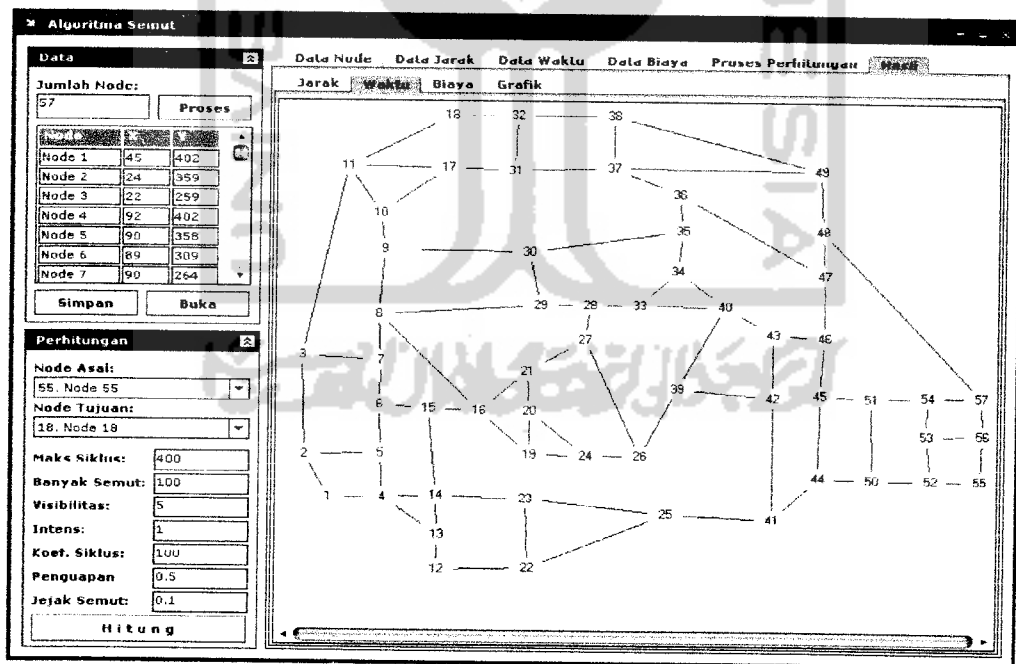 Algoritma Semut
Data
Jumlah Node:
57
Proses
Node X Y
Node 1 45 402
Node 2 24 359
Node 3 22 259
Node 4 92 402
Node 5 90 358
Node 6 89 309
Node 7 90 264
Simpan Buka
Perhitungan
Node Asal:
55. Node 55
Node Tujuan:
18. Node 18
Maks Siklus: 400
Banyak Semut: 100
Visibilitas: 5
Intens: 1
Koef. Siklus: 100
Penguapan 0.5
Jejak Semut: 0.1
Hitung
Data Node Data Jarak Data Waktu Data Biaya Proses Perhitungan Hasil
Jarak Waktu Biaya Grafik
18 32 38
11 17 31 37 49
36
10
35 48
9 30
34 47
8 29 28 33 40
27 43 46
3 7
21
39
6 15 16 20 42 45 51 54 57
53 56
2 5 19 24 26
44 50 52 55
1 4 14 23
25 41
13
12 22